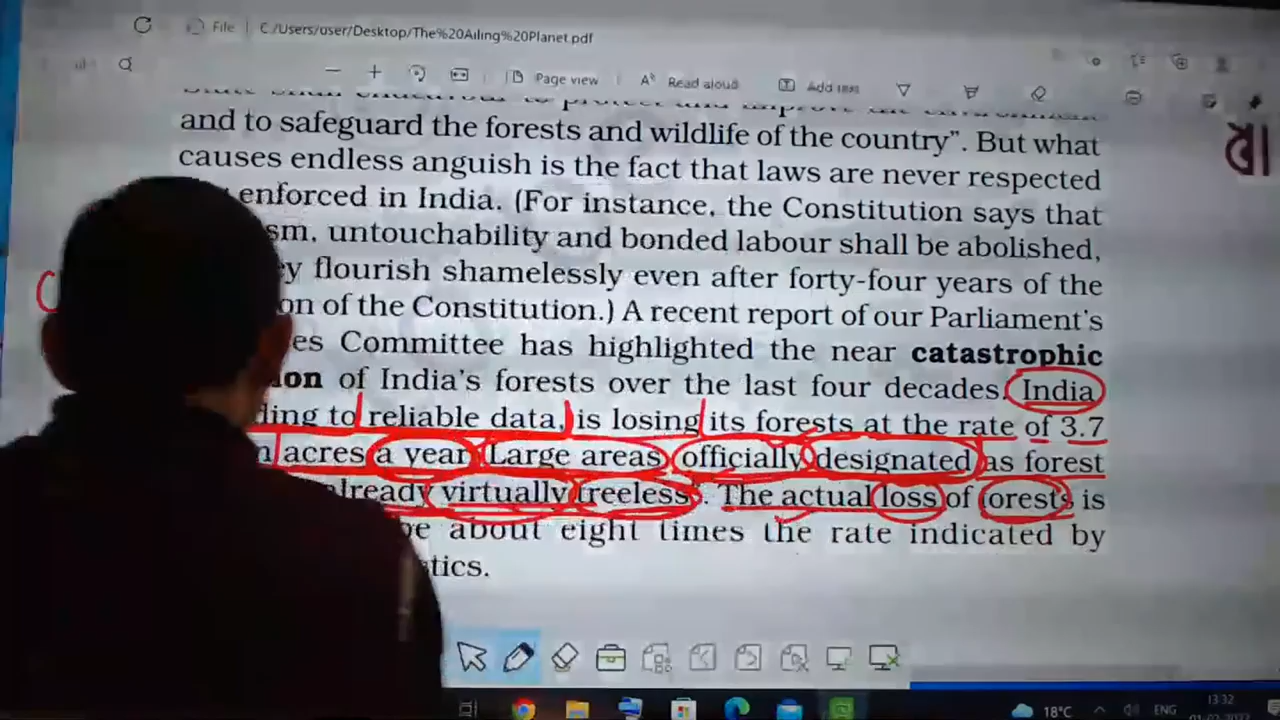 File | C:/Users/user/Desktop/The%20Ailing%20Planet.pdf
Page view | Read aloud Add text
and to safeguard the forests and wildlife of the country”. But what
causes endless anguish is the fact that laws are never respected
enforced in India. (For instance, the Constitution says that
sm, untouchability and bonded labour shall be abolished,
y flourish shamelessly even after forty-four years of the
on of the Constitution.) A recent report of our Parliament’s
es Committee has highlighted the near catastrophic
ion of India’s forests over the last four decades. India
ding to reliable data, is losing its forests at the rate of 3.7
n acres a year. Large areas officially designated as forest
already virtually treeless”. The actual loss of forests is
be about eight times the rate indicated by
tics.
18°C ENG 13:32